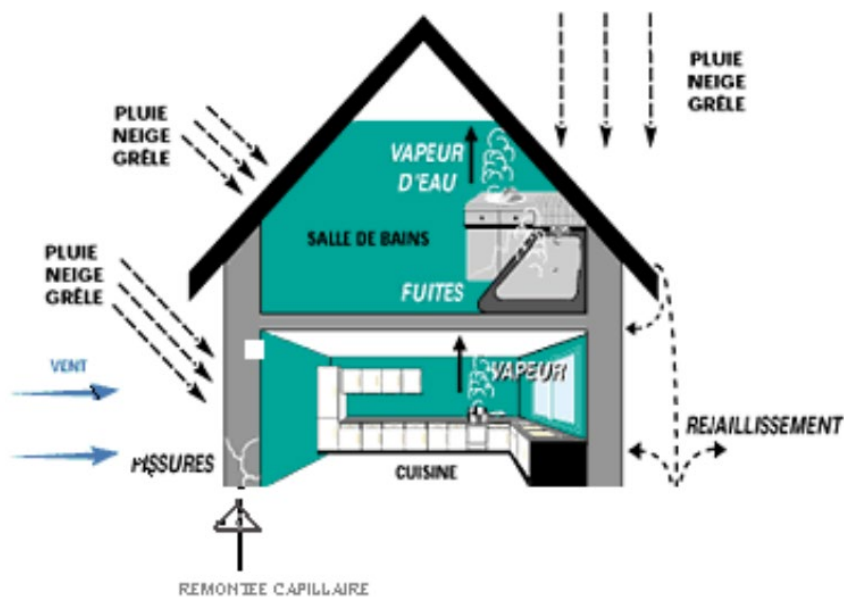 PLUIE
NEIGE
GRÊLE
PLUIE
NEIGE
GRÊLE
VAPEUR
D'EAU
SALLE DE BAINS
FUITES
PLUIE
NEIGE
GRÊLE
VENT
VAPEUR
REJAILLISSEMENT
FISSURES
CUISINE
REMONTEE CAPILLAIRE